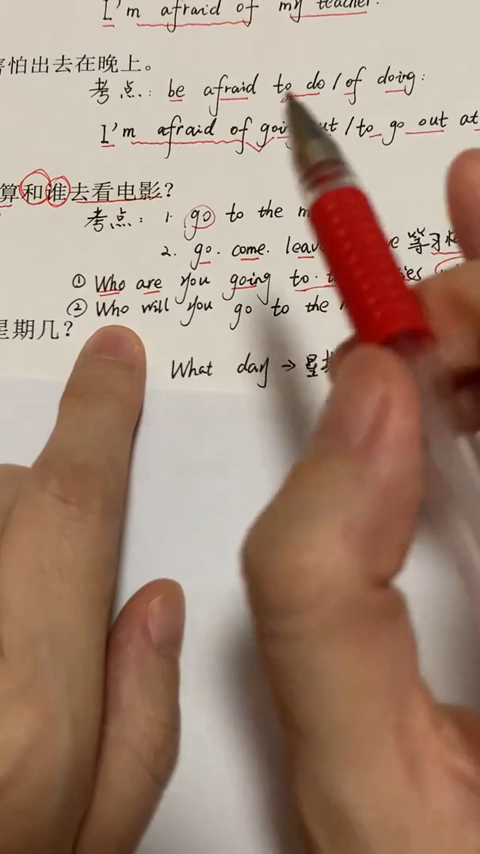 I'm afraid of my teacher.
害怕出去在晚上。
考点: be afraid to do / of doing:
I'm afraid of going out / to go out at
算和谁去看电影?
考点: 1. go to the
2. go. come. leave 等
① Who are you going to
② Who will you go to the
星期几?
What day → 星